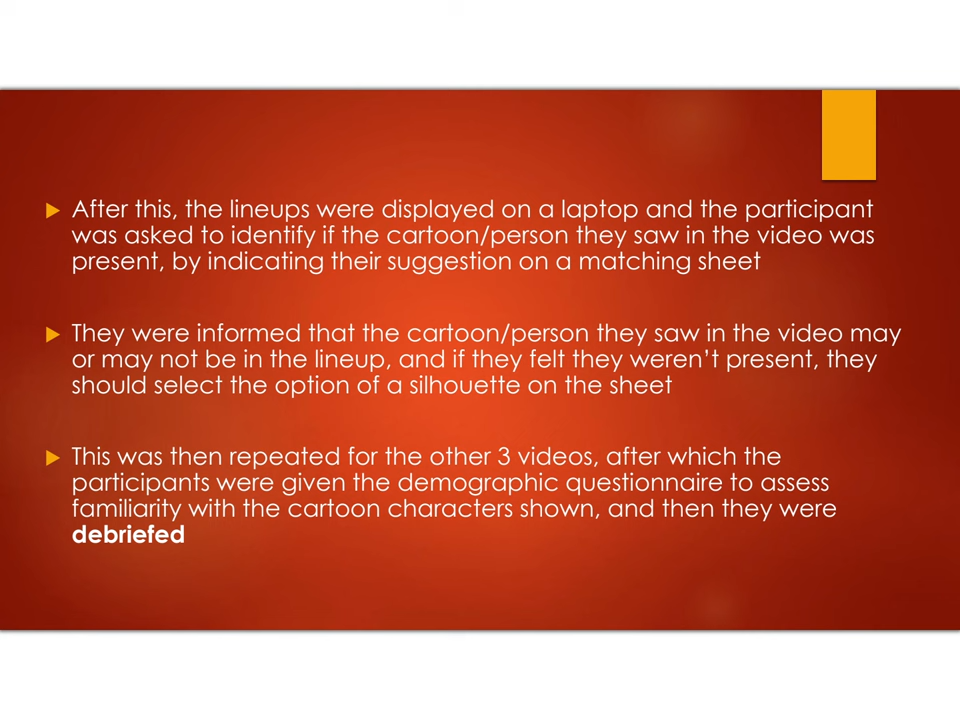 After this, the lineups were displayed on a laptop and the participant
was asked to identify if the cartoon/person they saw in the video was
present, by indicating their suggestion on a matching sheet
They were informed that the cartoon/person they saw in the video may
or may not be in the lineup, and if they felt they weren’t present, they
should select the option of a silhouette on the sheet
This was then repeated for the other 3 videos, after which the
participants were given the demographic questionnaire to assess
familiarity with the cartoon characters shown, and then they were
debriefed